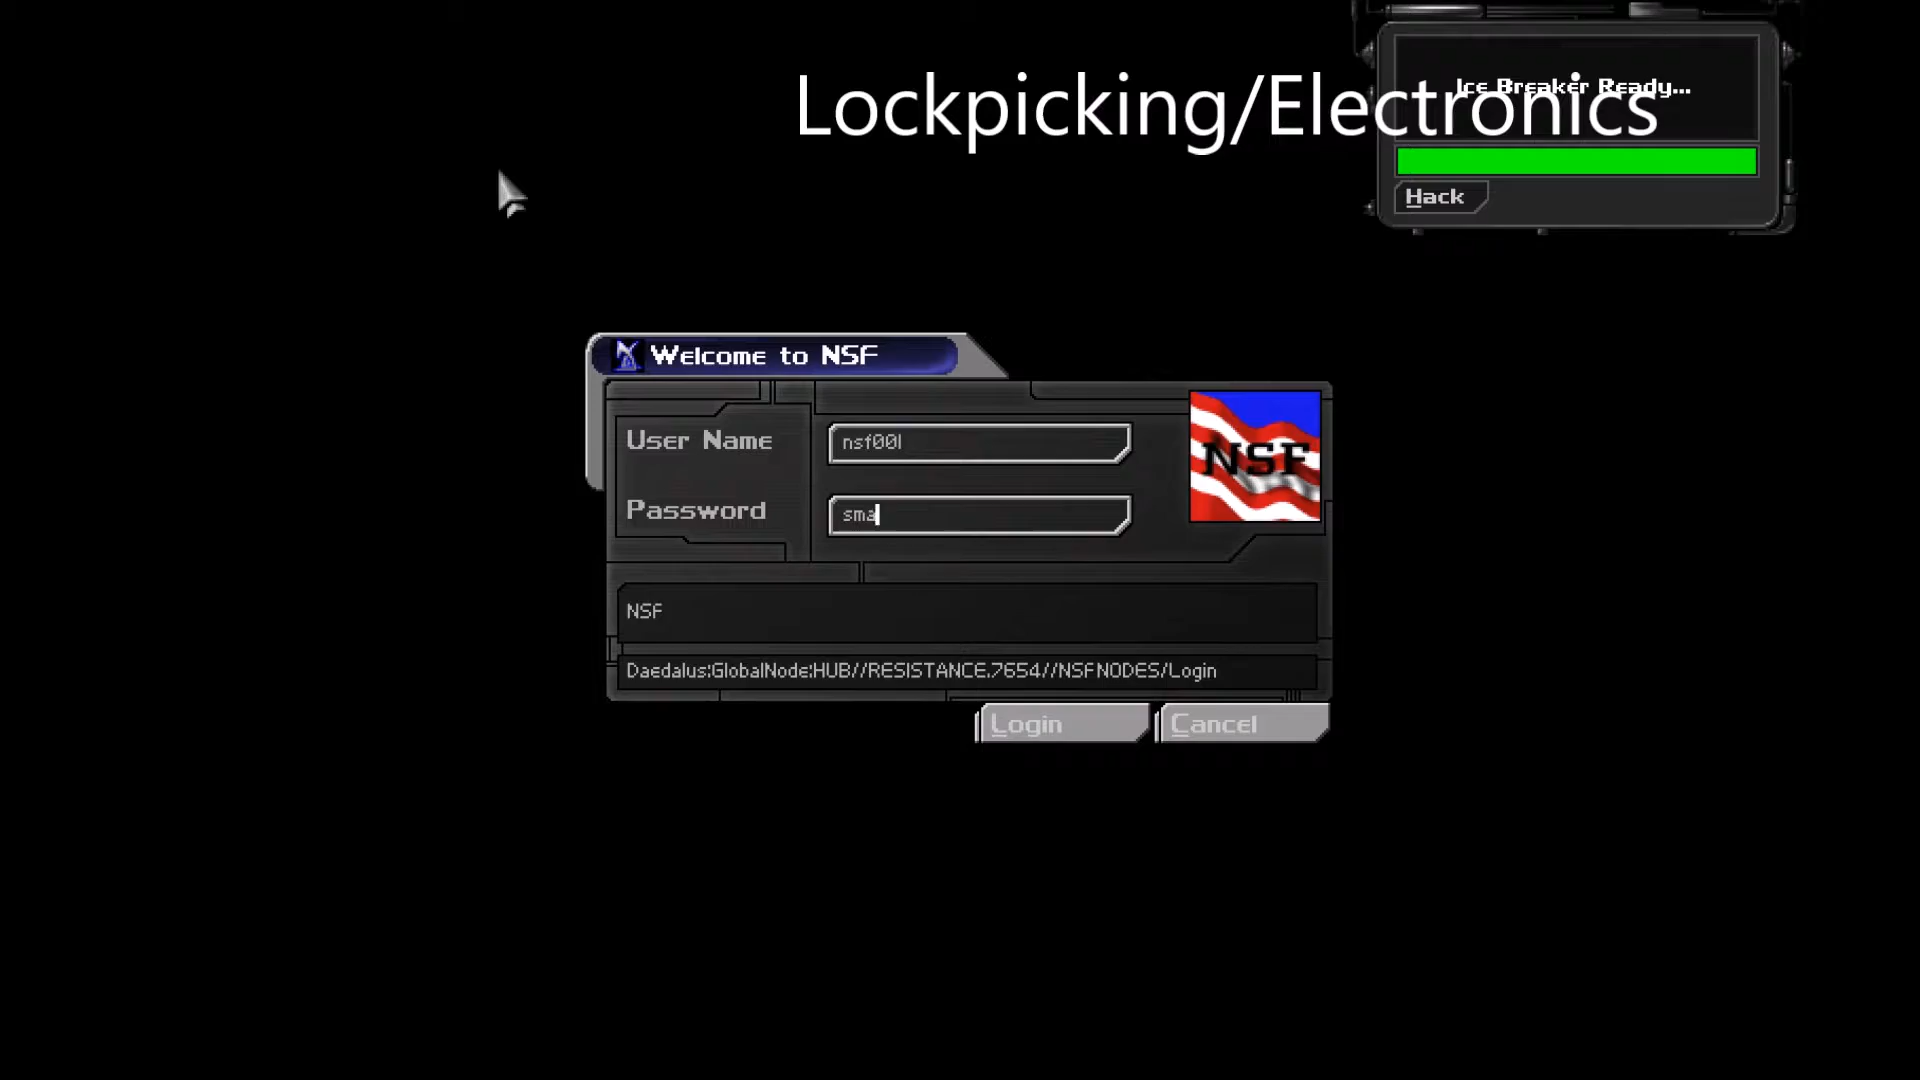 Ice Breaker Ready...
Lockpicking/Electronics
Hack
Welcome to NSF
User Name
nsf001
NSF
Password
sma
NSF
Daedalus:GlobalNode:HUB//RESISTANCE.7654//NSFNODES/Login
Login
Cancel